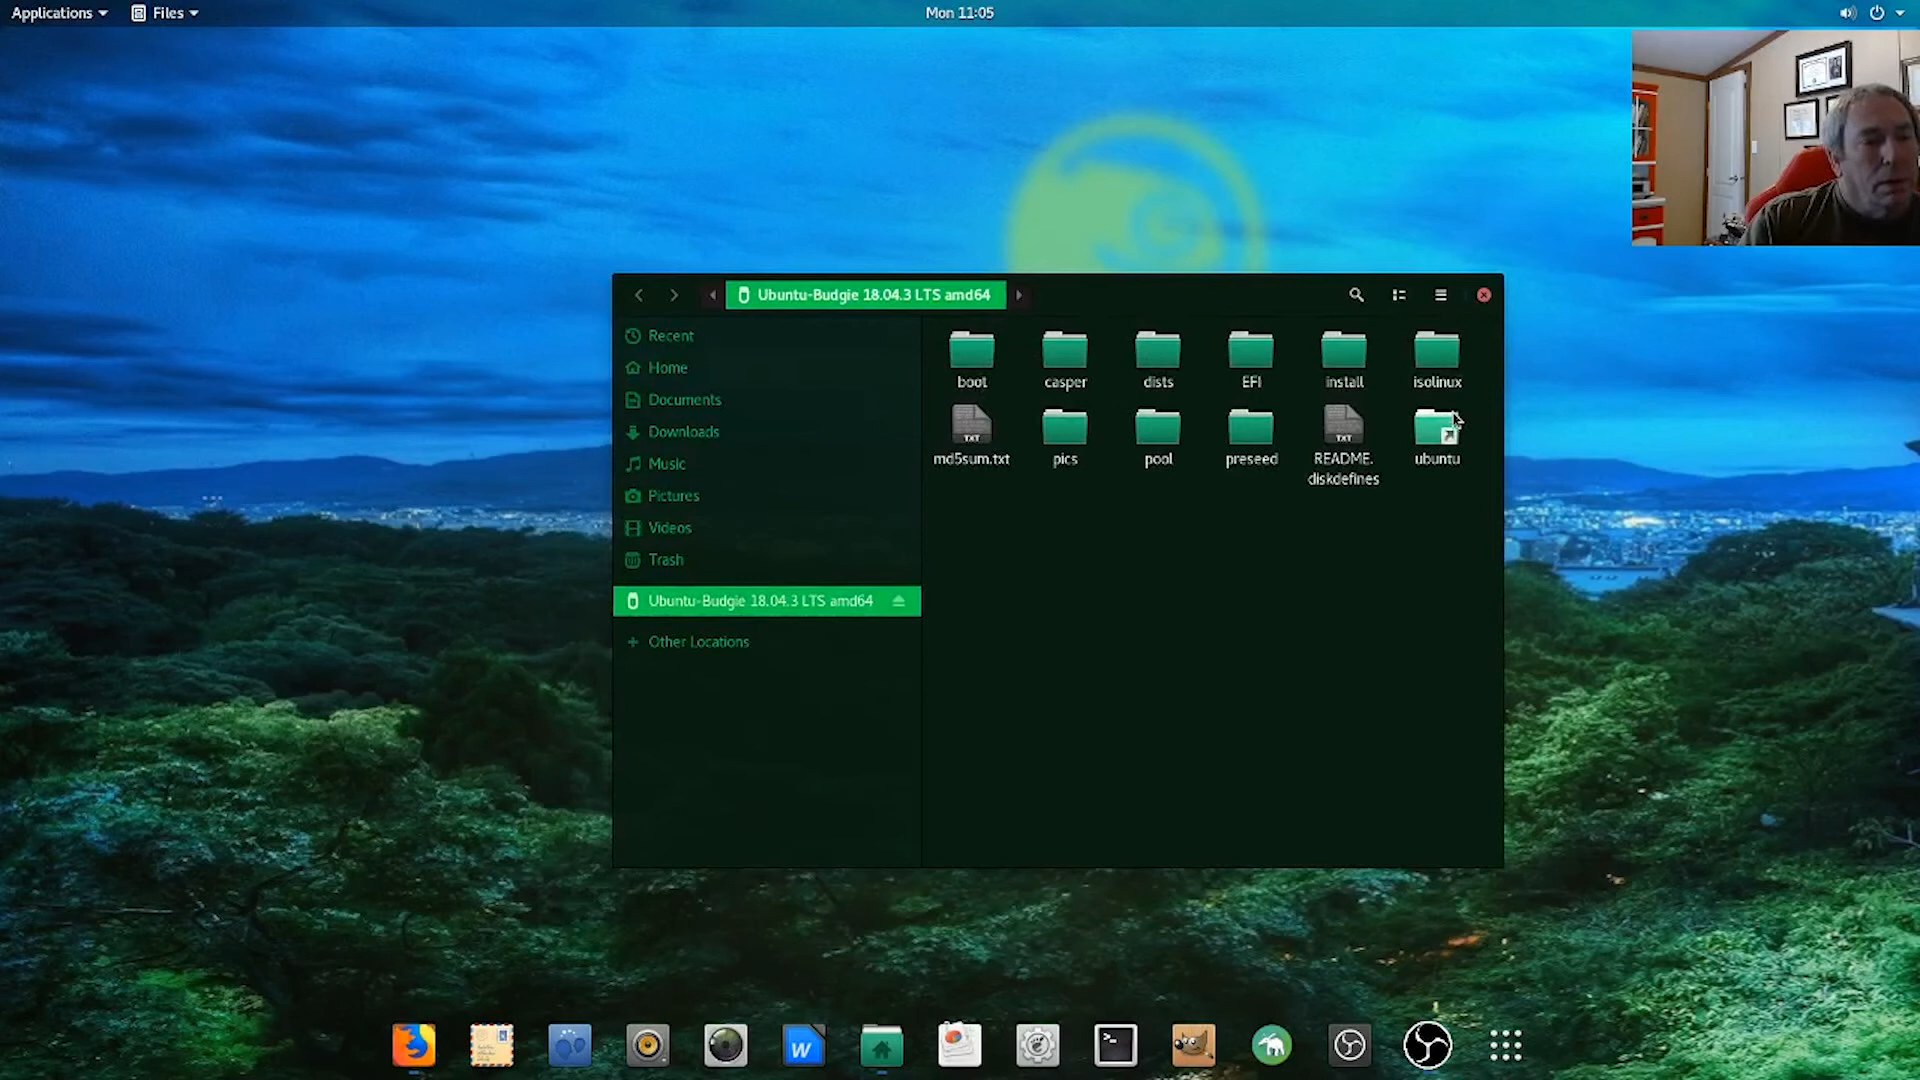 Applications
Files
Mon 11:05
Ubuntu-Budgie 18.04.3 LTS amd64
Recent
Home
Documents
Downloads
Music
Pictures
Videos
Trash
Ubuntu-Budgie 18.04.3 LTS amd64
Other Locations
boot
casper
dists
EFI
install
isolinux
TXT
md5sum.txt
pics
pool
preseed
TXT
README.
diskdefines
ubuntu
W